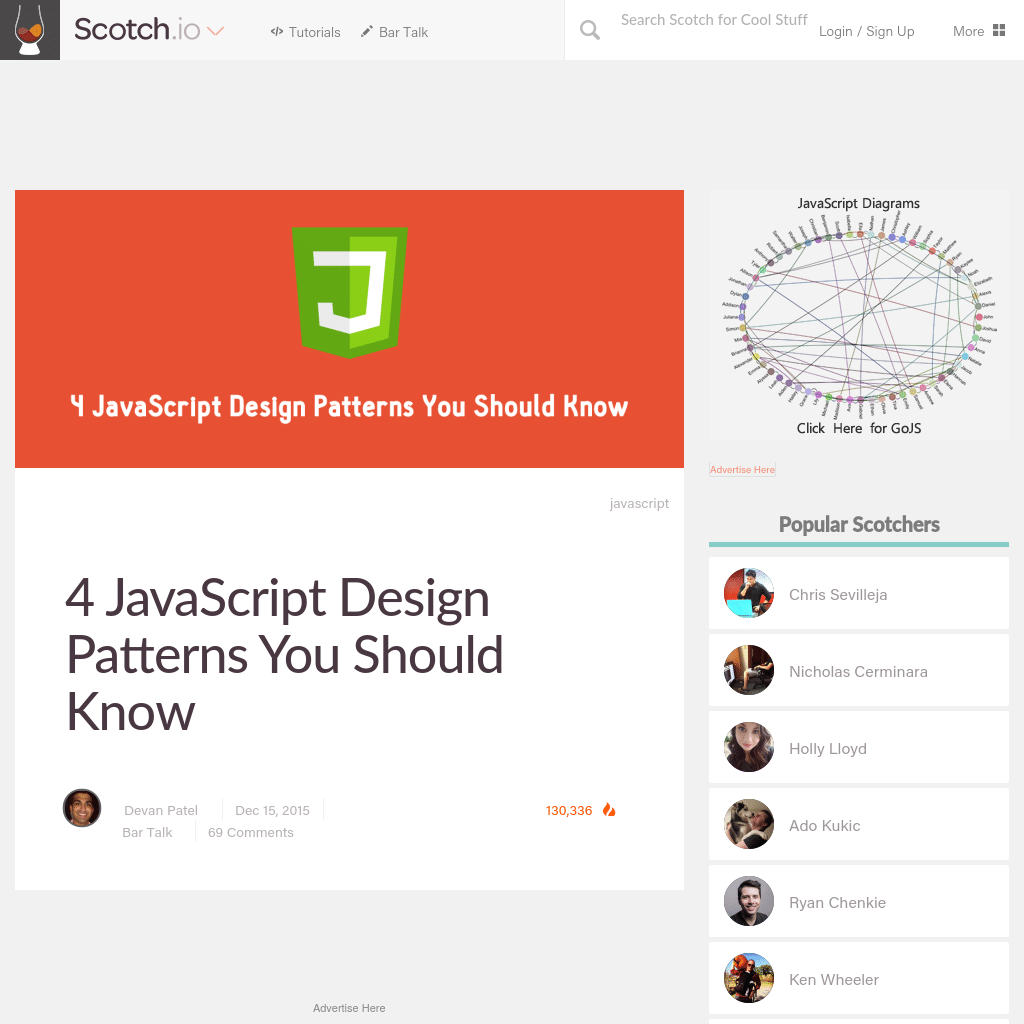 Scotch.io
Tutorials
Bar Talk
Search Scotch for Cool Stuff
Login / Sign Up
More
4 JavaScript Design Patterns You Should Know
javascript
4 JavaScript Design
Patterns You Should
Know
Devan Patel
Dec 15, 2015
130,336
Bar Talk
69 Comments
Advertise Here
JavaScript Diagrams
Click Here for GoJS
Advertise Here
Popular Scotchers
Chris Sevilleja
Nicholas Cerminara
Holly Lloyd
Ado Kukic
Ryan Chenkie
Ken Wheeler